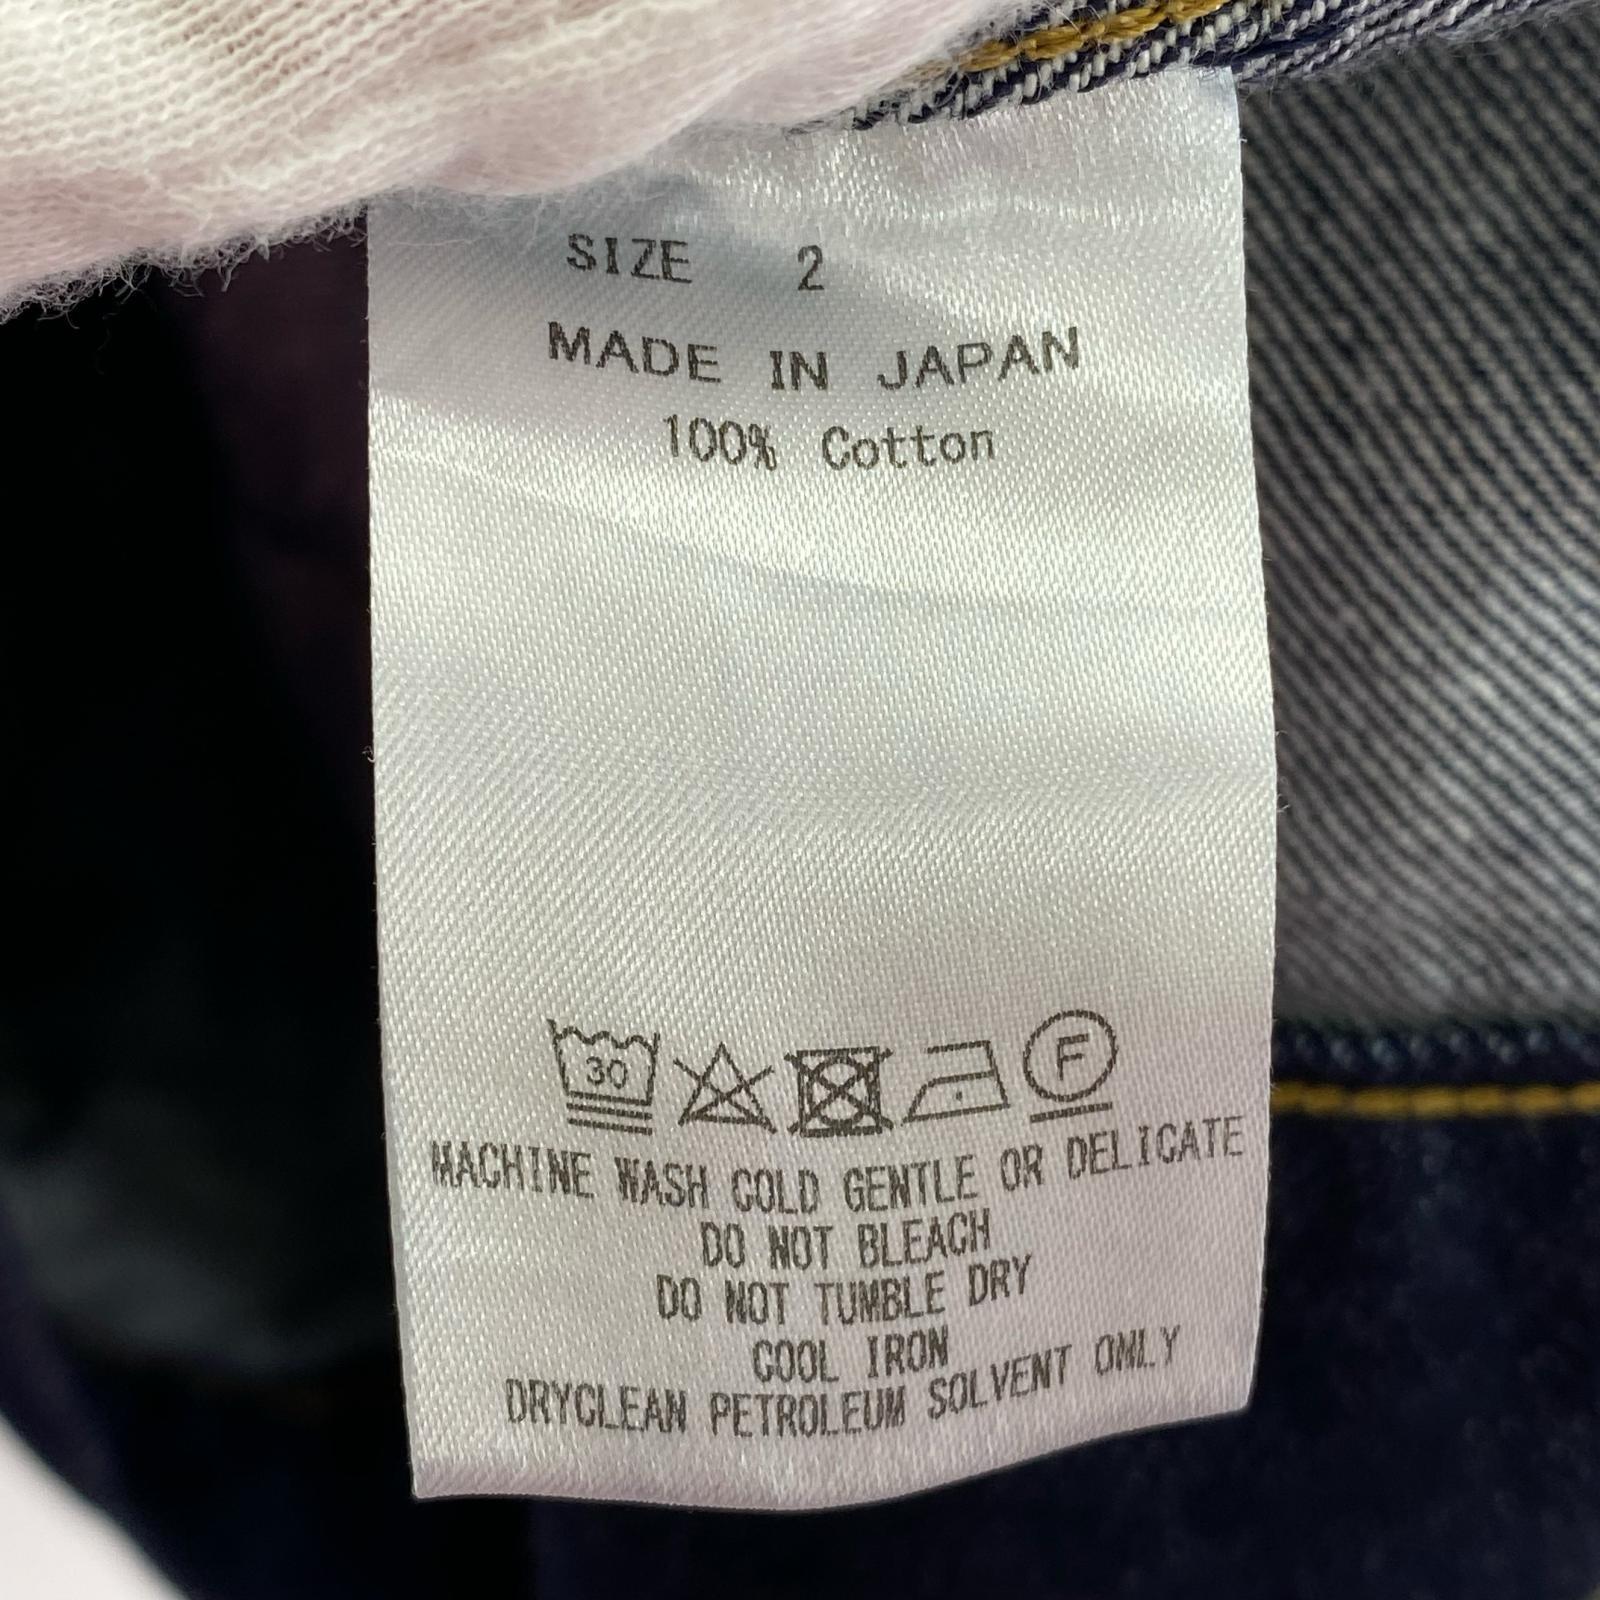 SIZE 2
MADE IN JAPAN
100% Cotton
30 F
MACHINE WASH COLD GENTLE OR DELICATE
DO NOT BLEACH
DO NOT TUMBLE DRY
COOL IRON
DRYCLEAN PETROLEUM SOLVENT ONLY